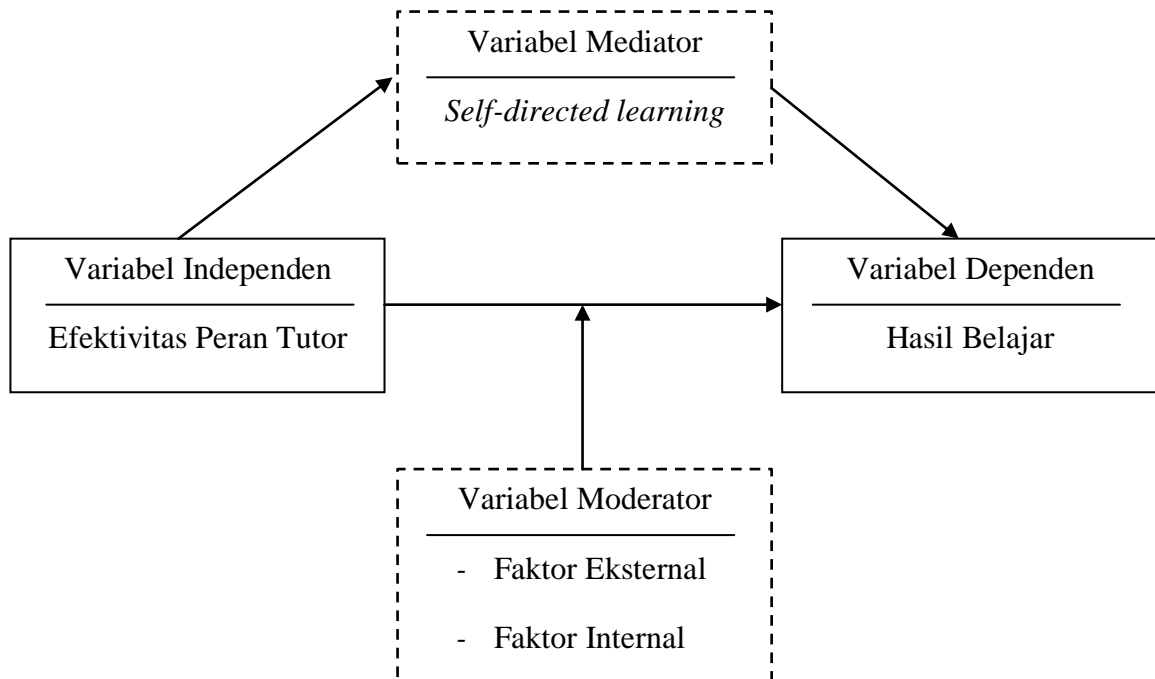 Variabel Mediator
Self-directed learning
Variabel Independen
Efektivitas Peran Tutor
Variabel Dependen
Hasil Belajar
Variabel Moderator
- Faktor Eksternal
- Faktor Internal